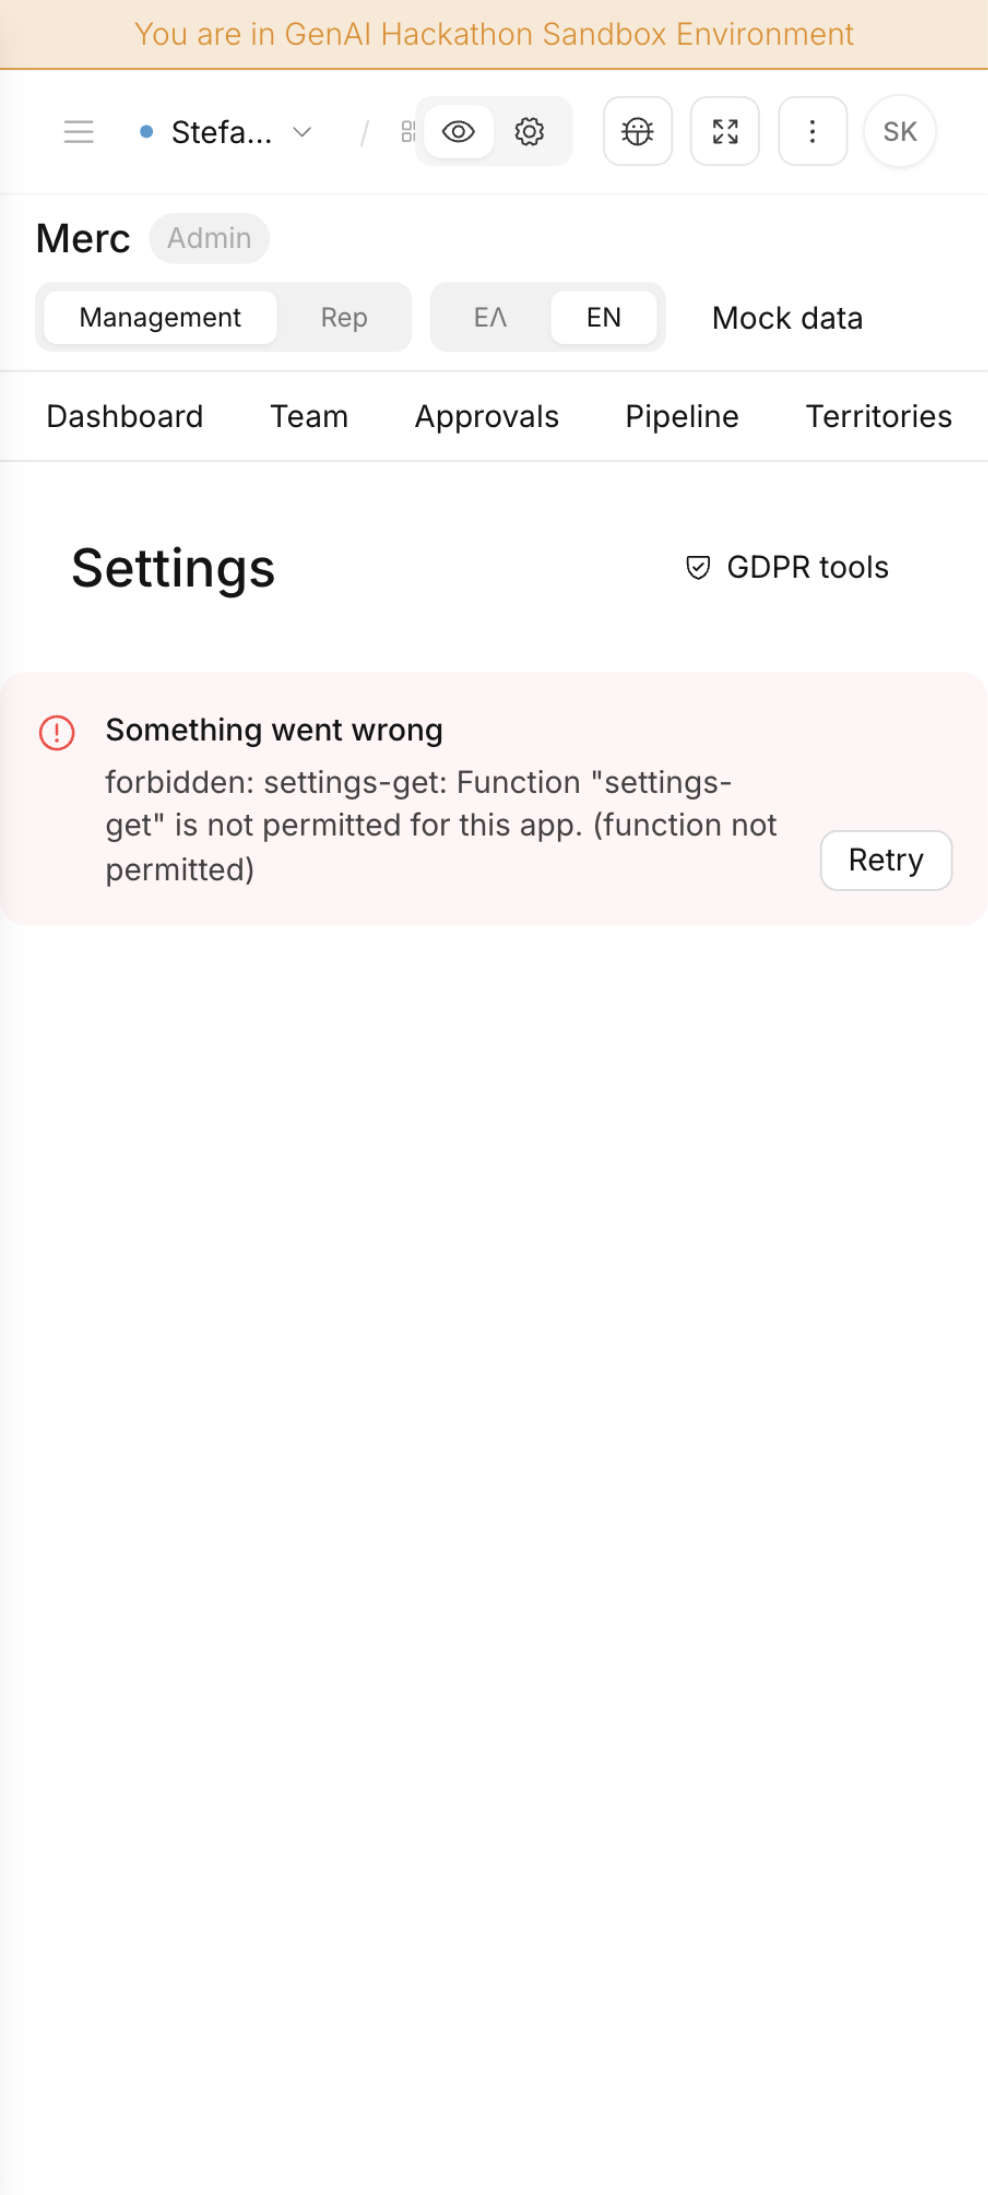 You are in GenAI Hackathon Sandbox Environment
Stefa... /
SK
Merc Admin
Management Rep ΕΛ EN Mock data
Dashboard Team Approvals Pipeline Territories
Settings GDPR tools
Something went wrong
forbidden: settings-get: Function "settings-
get" is not permitted for this app. (function not
permitted)
Retry